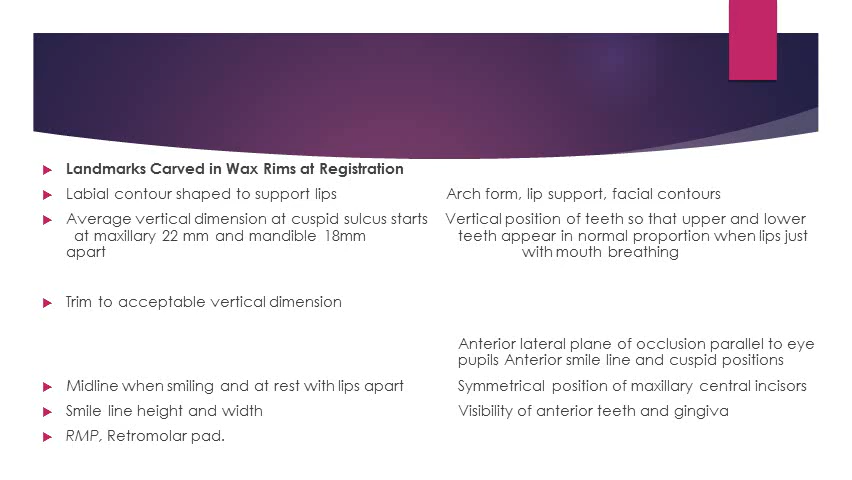 Landmarks Carved in Wax Rims at Registration
Labial contour shaped to support lips Arch form, lip support, facial contours
Average vertical dimension at cuspid sulcus starts Vertical position of teeth so that upper and lower
at maxillary 22 mm and mandible 18mm teeth appear in normal proportion when lips just
apart with mouth breathing
Trim to acceptable vertical dimension
Anterior lateral plane of occlusion parallel to eye
pupils Anterior smile line and cuspid positions
Midline when smiling and at rest with lips apart Symmetrical position of maxillary central incisors
Smile line height and width Visibility of anterior teeth and gingiva
RMP, Retromolar pad.